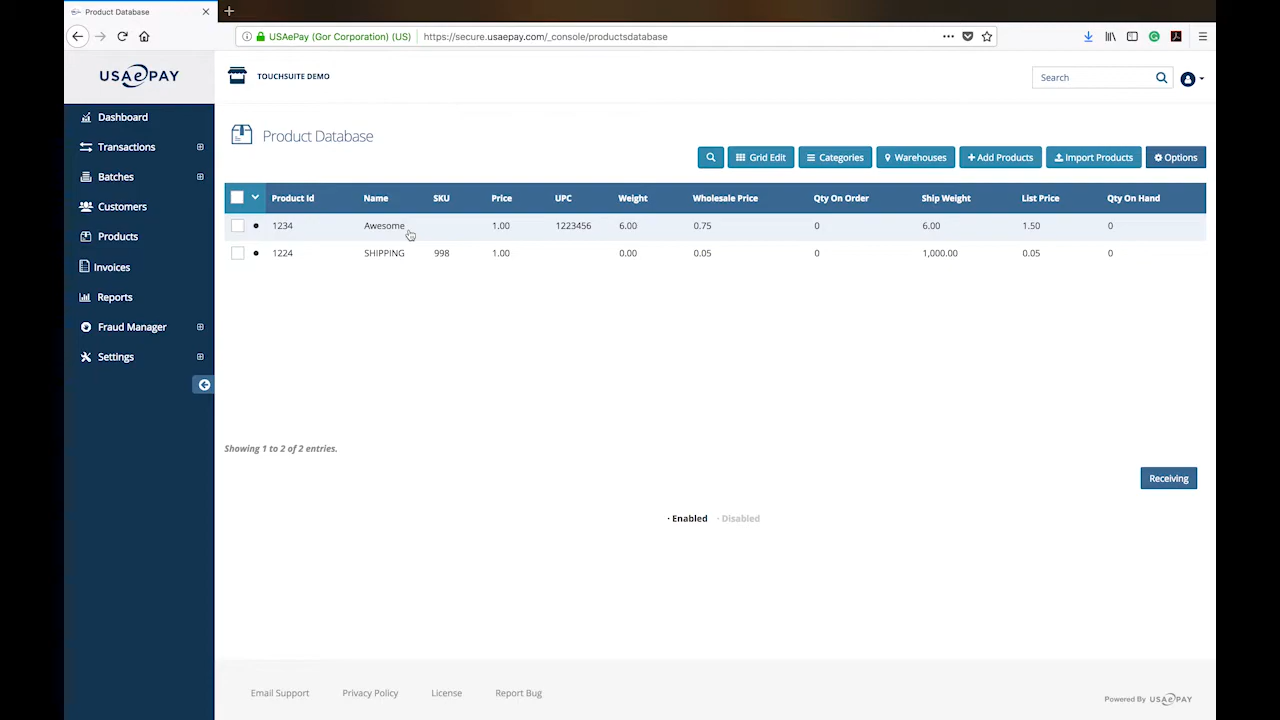 Product Database
USAePay (Gor Corporation) (US)
https://secure.usaepay.com/_console/productsdatabase
USAePAY
TOUCHSUITE DEMO
Search
Dashboard
Transactions
Batches
Customers
Products
Invoices
Reports
Fraud Manager
Settings
Product Database
Grid Edit
Categories
Warehouses
+ Add Products
Import Products
Options
Product Id Name SKU Price UPC Weight Wholesale Price Qty On Order Ship Weight List Price Qty On Hand
1234 Awesome 1.00 1223456 6.00 0.75 0 6.00 1.50 0
1224 SHIPPING 998 1.00 0.00 0.05 0 1,000.00 0.05 0
Showing 1 to 2 of 2 entries.
Receiving
· Enabled · Disabled
Email Support Privacy Policy License Report Bug
Powered By USAePAY